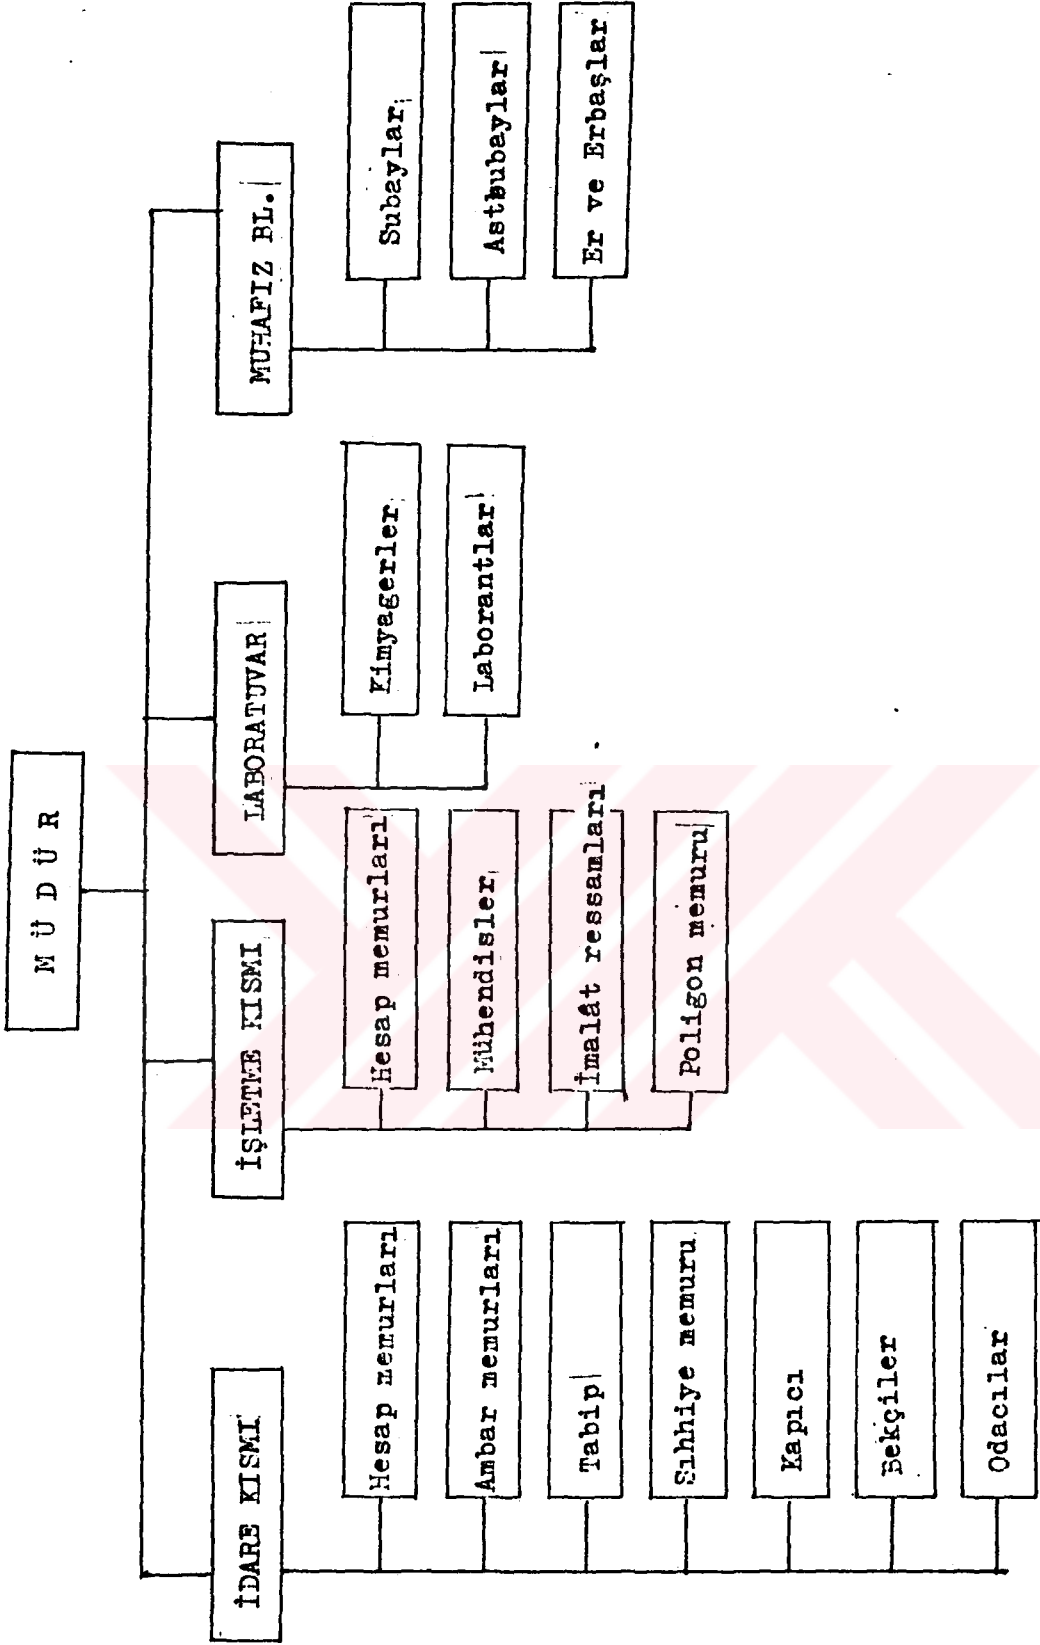 M Ü D Ü R
İDARE KISMI
Hesap memurları
Ambar memurları
Tabip
Sıhhiye memuru
Kapıcı
Bekçiler
Odacılar
İŞLETME KISMI
Hesap memurları
Mühendisler
İmalât ressamları
Poligon memuru
LABORATUVAR
Kimyagerler
Laborantlar
MUHAFIZ BL.
Subaylar
Astsubaylar
Er ve Erbaşlar